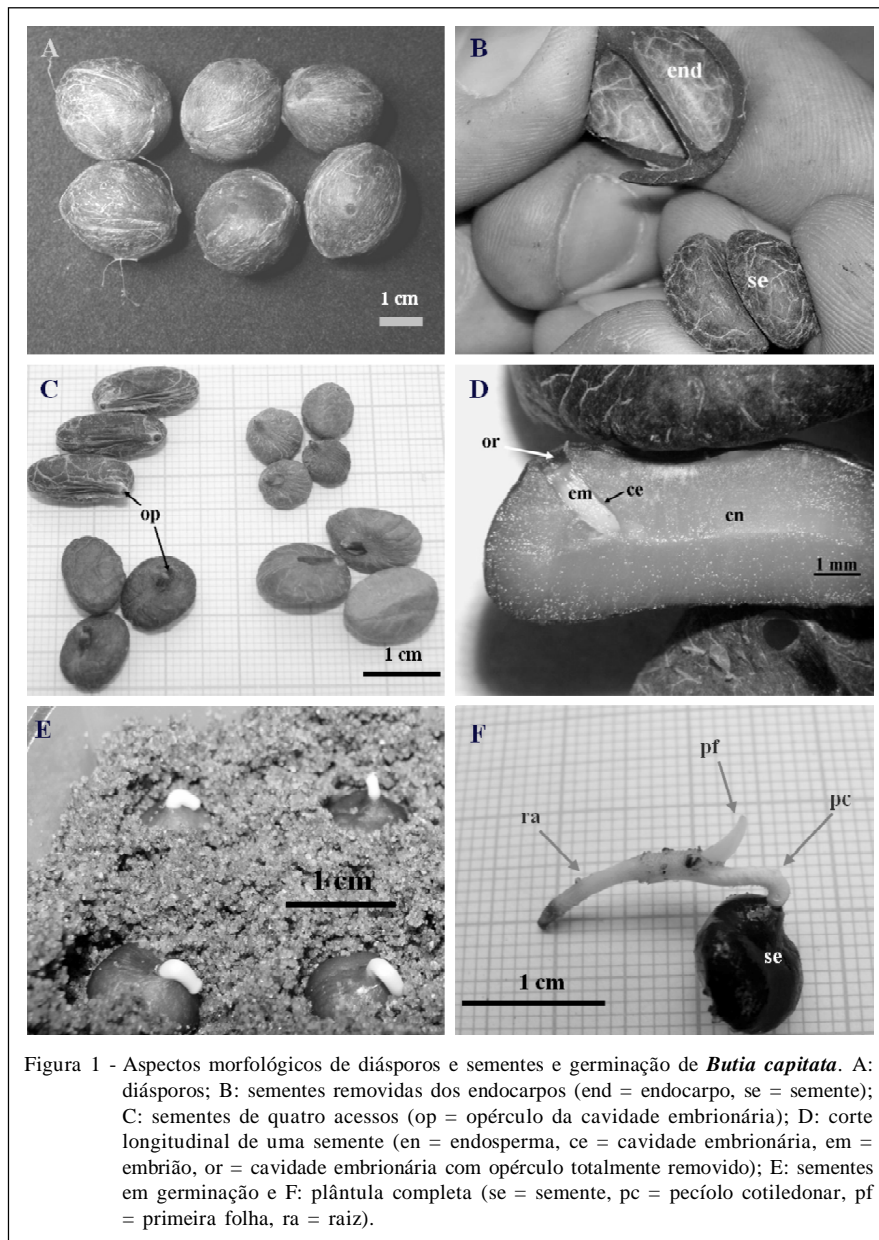 A
1 cm
B
end
se
C
op
1 cm
D
or
em
ce
en
1 mm
E
1 cm
F
pf
pc
ra
se
1 cm
Figura 1 - Aspectos morfológicos de diásporos e sementes e germinação de Butia capitata. A:
diásporos; B: sementes removidas dos endocarpos (end = endocarpo, se = semente);
C: sementes de quatro acessos (op = opérculo da cavidade embrionária); D: corte
longitudinal de uma semente (en = endosperma, ce = cavidade embrionária, em =
embrião, or = cavidade embrionária com opérculo totalmente removido); E: sementes
em germinação e F: plântula completa (se = semente, pc = pecíolo cotiledonar, pf
= primeira folha, ra = raiz).